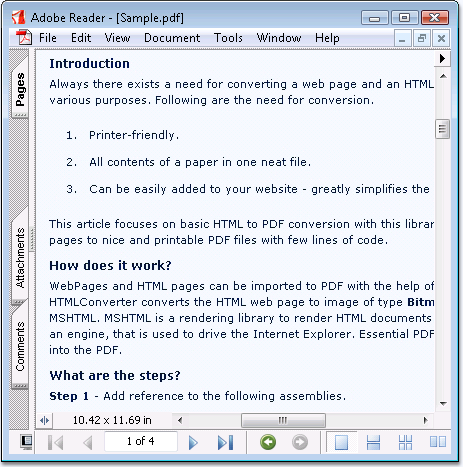 Adobe Reader - [Sample.pdf]
File Edit View Document Tools Window Help
Pages
Attachments
Comments
Introduction
Always there exists a need for converting a web page and an HTML
various purposes. Following are the need for conversion.
1. Printer-friendly.
2. All contents of a paper in one neat file.
3. Can be easily added to your website - greatly simplifies the
This article focuses on basic HTML to PDF conversion with this librar
pages to nice and printable PDF files with few lines of code.
How does it work?
WebPages and HTML pages can be imported to PDF with the help of
HTMLConverter converts the HTML web page to image of type Bitm
MSHTML. MSHTML is a rendering library to render HTML documents
an engine, that is used to drive the Internet Explorer. Essential PDF
into the PDF.
What are the steps?
Step 1 - Add reference to the following assemblies.
10.42 x 11.69 in
1 of 4